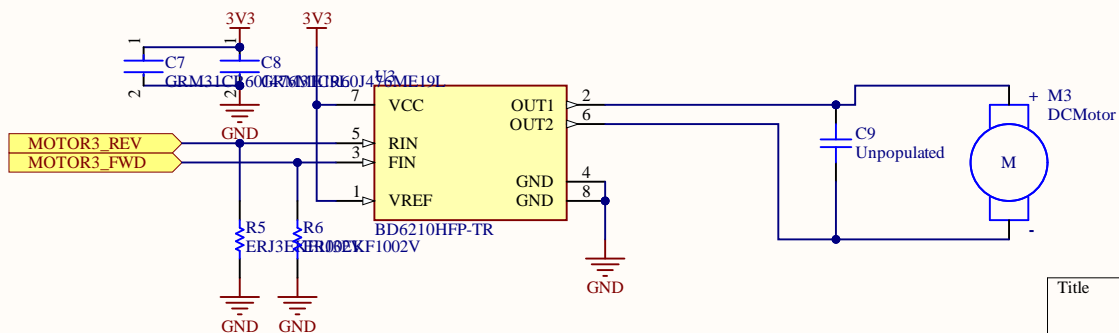 3V3
3V3
1
1
C7
C8
2
2
GND
U3
7
VCC
OUT1
2
OUT2
6
MOTOR3_REV
5
RIN
MOTOR3_FWD
3
FIN
GND
4
1
VREF
GND
8
BD6210HFP-TR
GND
C9
Unpopulated
+
M3
DCMotor
M
-
R5
R6
GND
GND
Title